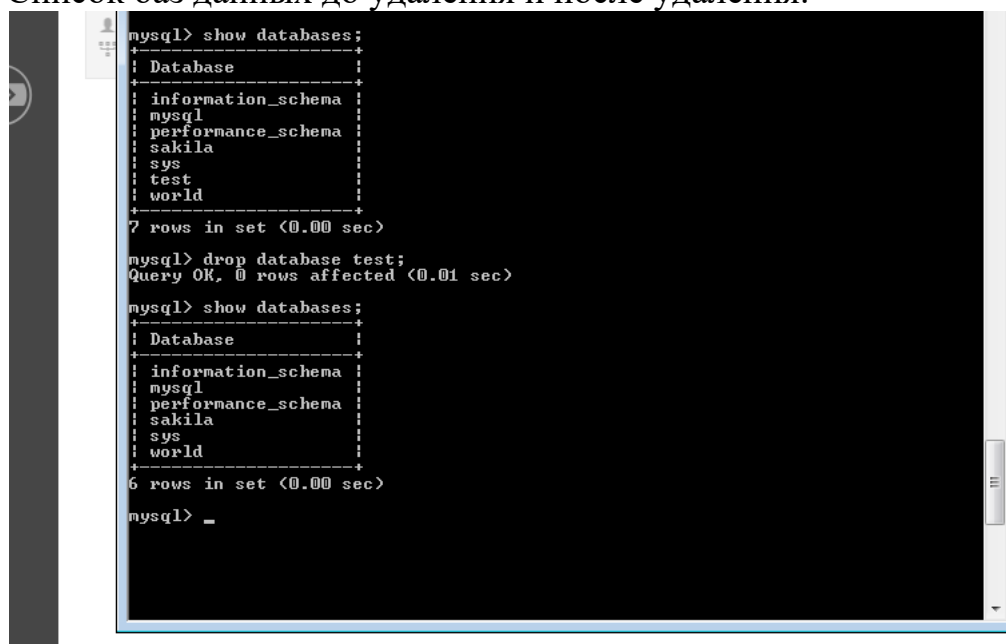 Список баз данных до удаления и после удаления.
mysql> show databases;
+--------------------+
| Database           |
+--------------------+
| information_schema |
| mysql              |
| performance_schema |
| sakila             |
| sys                |
| test               |
| world              |
+--------------------+
7 rows in set (0.00 sec)
mysql> drop database test;
Query OK, 0 rows affected (0.01 sec)
mysql> show databases;
+--------------------+
| Database           |
+--------------------+
| information_schema |
| mysql              |
| performance_schema |
| sakila             |
| sys                |
| world              |
+--------------------+
6 rows in set (0.00 sec)
mysql> _